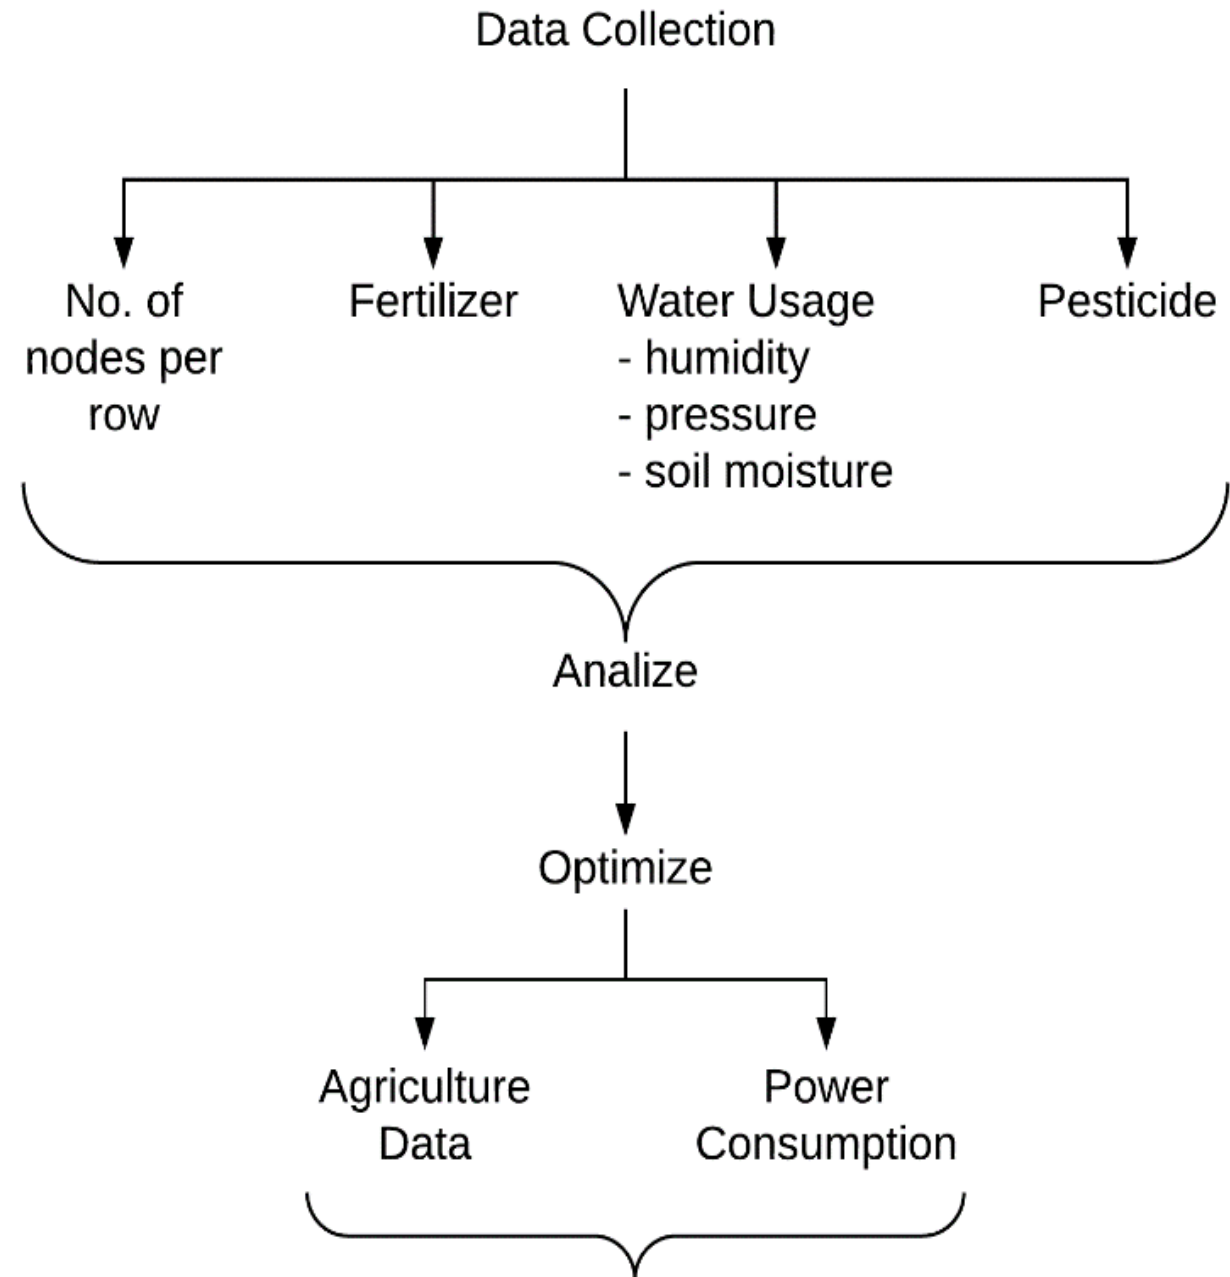 Data Collection
No. of
nodes per
row
Fertilizer
Water Usage
- humidity
- pressure
- soil moisture
Pesticide
Analize
Optimize
Agriculture
Data
Power
Consumption